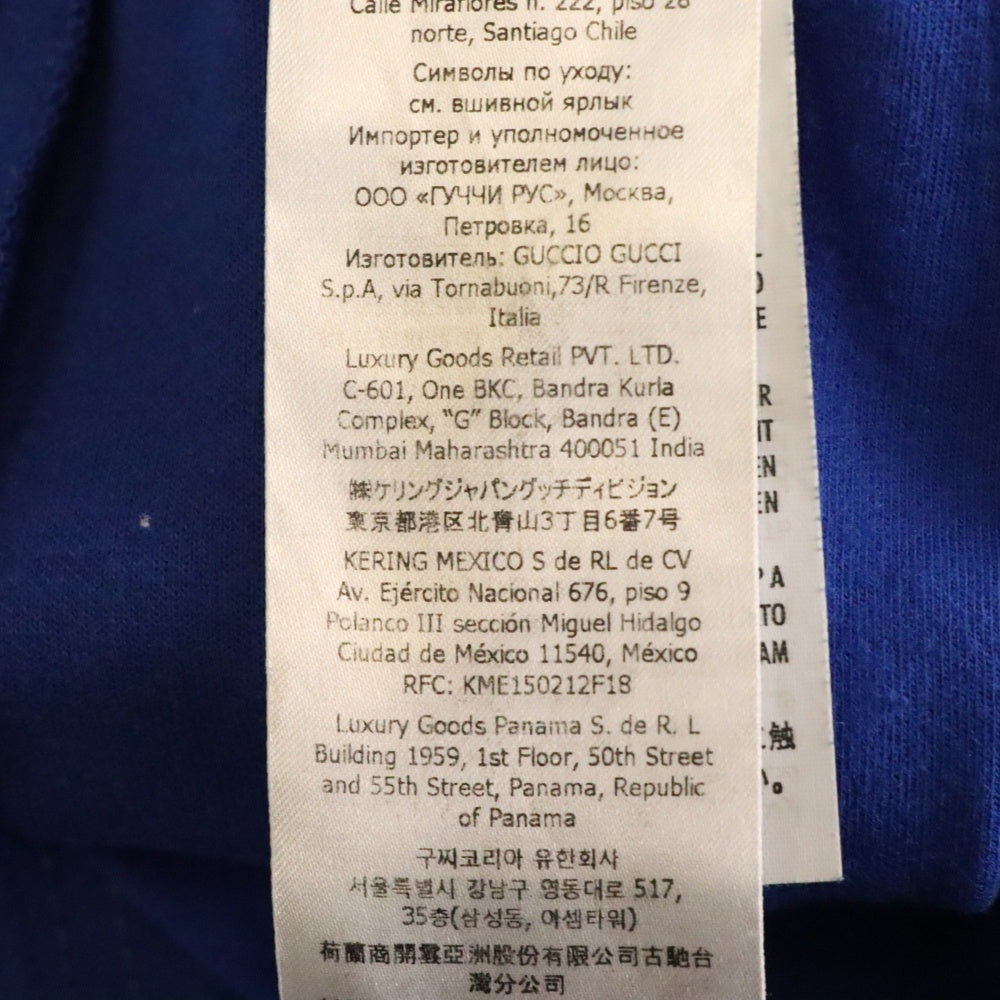 Calle Miraflores n. 222, piso 28
norte, Santiago Chile
Символы по уходу:
см. вшивной ярлык
Импортер и уполномоченное
изготовителем лицо:
ООО «ГУЧЧИ РУС», Москва,
Петровка, 16
Изготовитель: GUCCIO GUCCI
S.p.A, via Tornabuoni,73/R Firenze,
Italia
Luxury Goods Retail PVT. LTD.
C-601, One BKC, Bandra Kurla
Complex, “G” Block, Bandra (E)
Mumbai Maharashtra 400051 India
㈱ケリングジャパングッチディビジョン
東京都港区北青山3丁目6番7号
KERING MEXICO S de RL de CV
Av. Ejército Nacional 676, piso 9
Polanco III sección Miguel Hidalgo
Ciudad de México 11540, México
RFC: KME150212F18
Luxury Goods Panama S. de R. L
Building 1959, 1st Floor, 50th Street
and 55th Street, Panama, Republic
of Panama
구찌코리아 유한회사
서울특별시 강남구 영동대로 517,
35층(삼성동, 아셈타워)
荷蘭商開雲亞洲股份有限公司古馳台
灣分公司